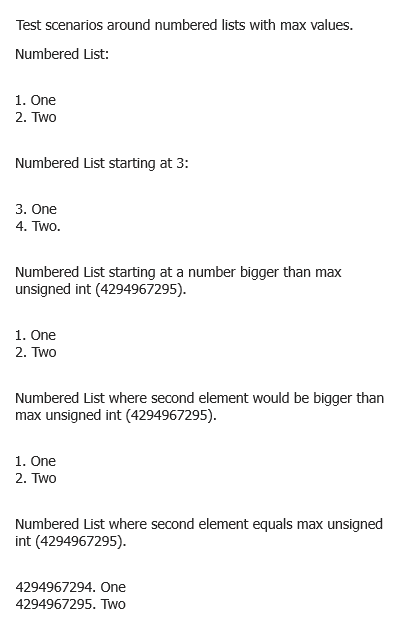 Test scenarios around numbered lists with max values.
Numbered List:
1. One
2. Two
Numbered List starting at 3:
3. One
4. Two.
Numbered List starting at a number bigger than max
unsigned int (4294967295).
1. One
2. Two
Numbered List where second element would be bigger than
max unsigned int (4294967295).
1. One
2. Two
Numbered List where second element equals max unsigned
int (4294967295).
4294967294. One
4294967295. Two